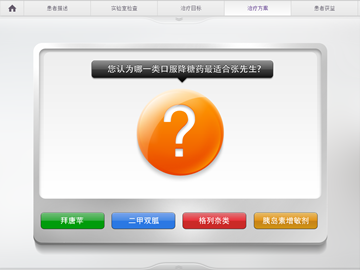 患者描述
实验室检查
治疗目标
治疗方案
患者获益
您认为哪一类口服降糖药最适合张先生?
?
拜唐苹
二甲双胍
格列奈类
胰岛素增敏剂